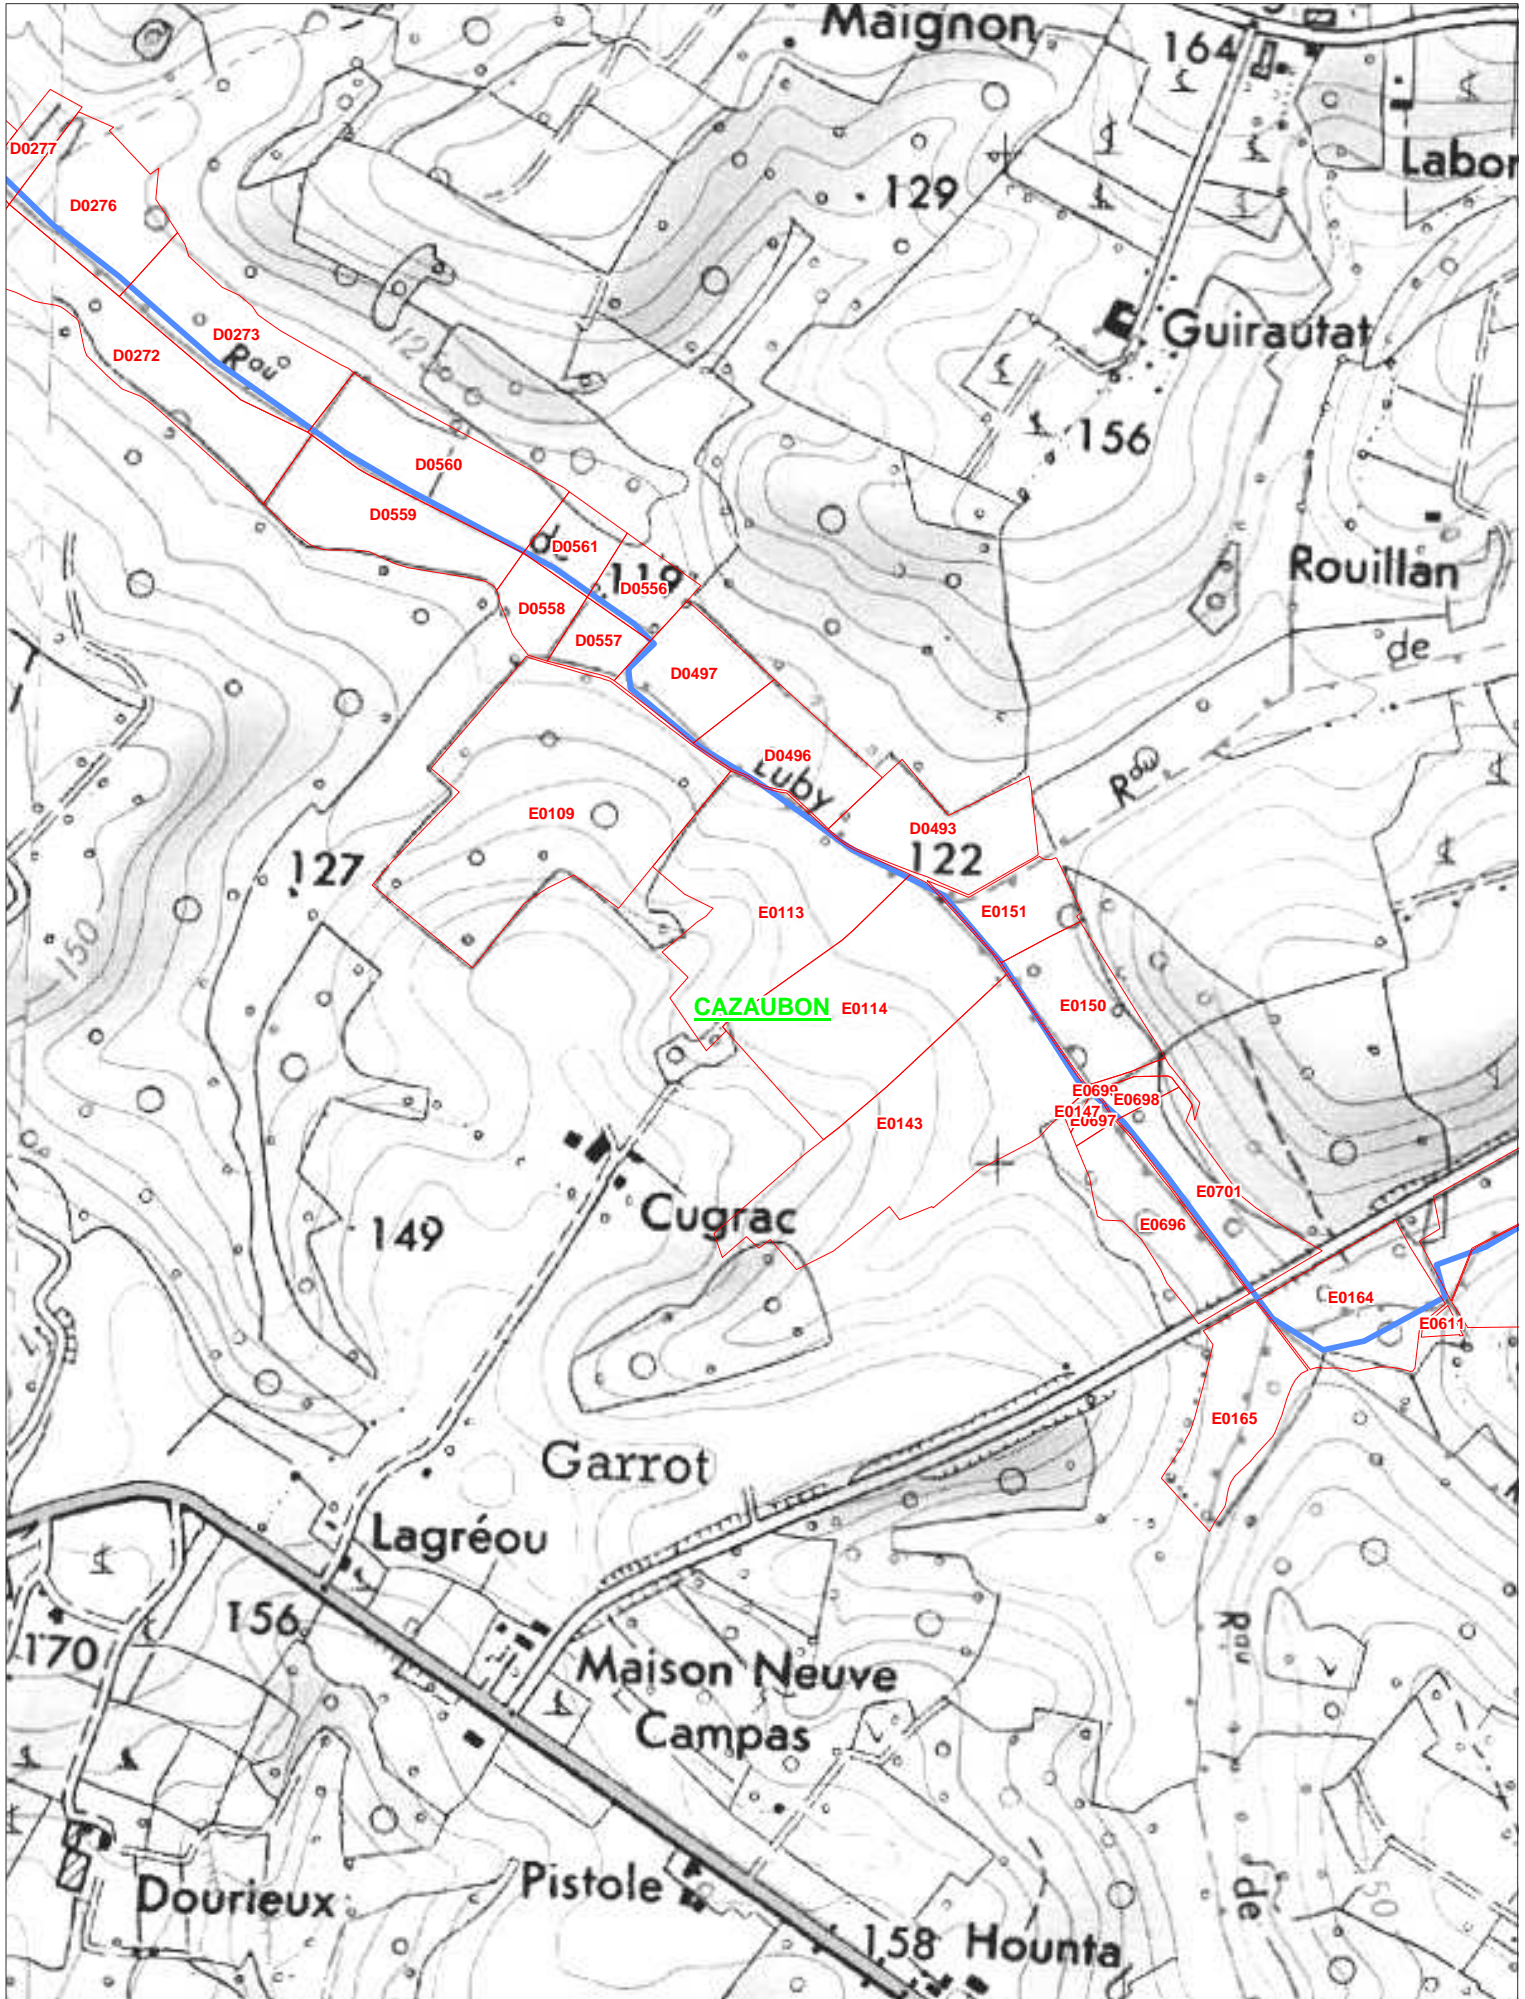 Maignon
164
D0277
Labor
129
D0276
Guirautat
D0273
D0272
Rau
12
156
D0560
D0559
de
D0561
Rouillan
119
D0556
D0558
D0557
de
D0497
D0496
Luby
Rau
E0109
D0493
122
127
E0113
E0151
150
CAZAUBON
E0114
E0150
E0699
E0698
E0147
E0697
E0143
E0701
Cugrac
E0696
149
E0164
E0611
E0165
Garrot
Lagréou
156
Rau
170
Maison Neuve
Campas
Dourieux
Pistole
de
50
158
Hounta